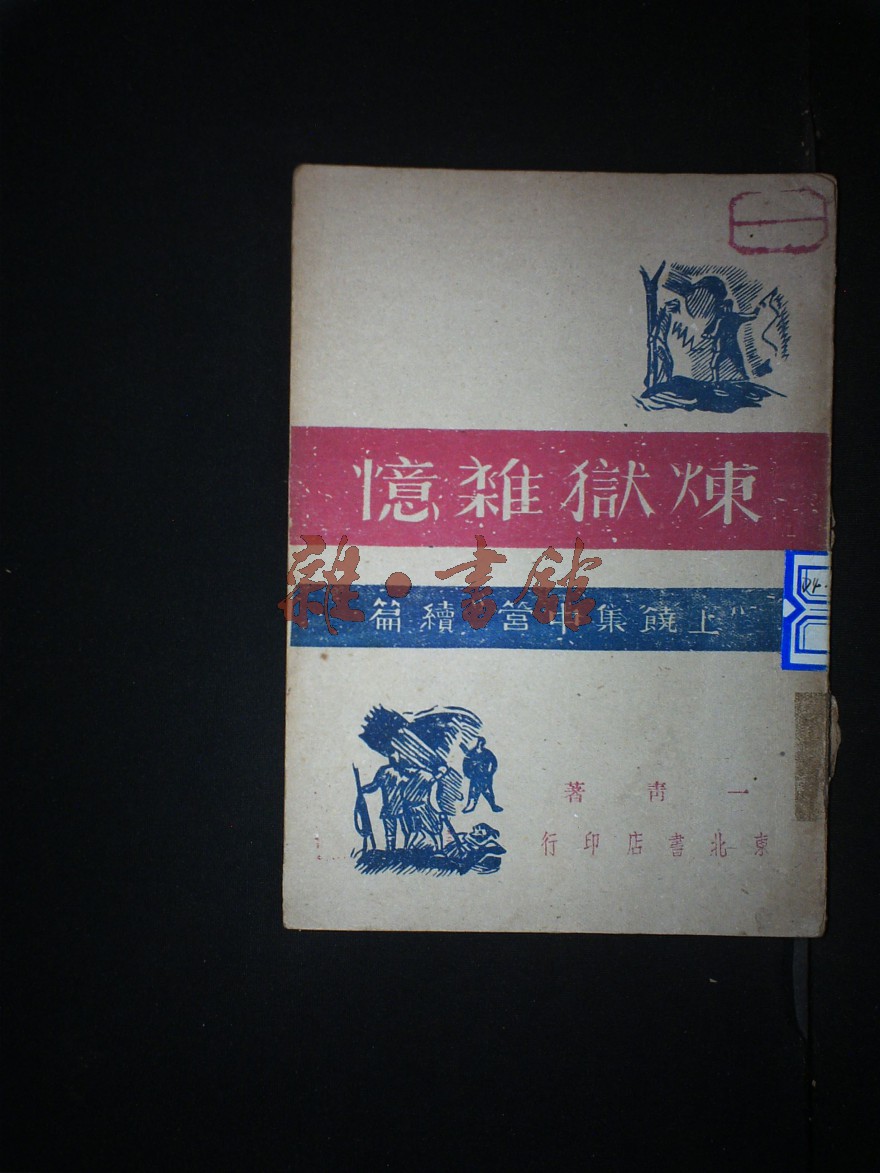 煉獄雜憶
“上饒集中營”續篇
一青著
東北書店印行
雜·書館